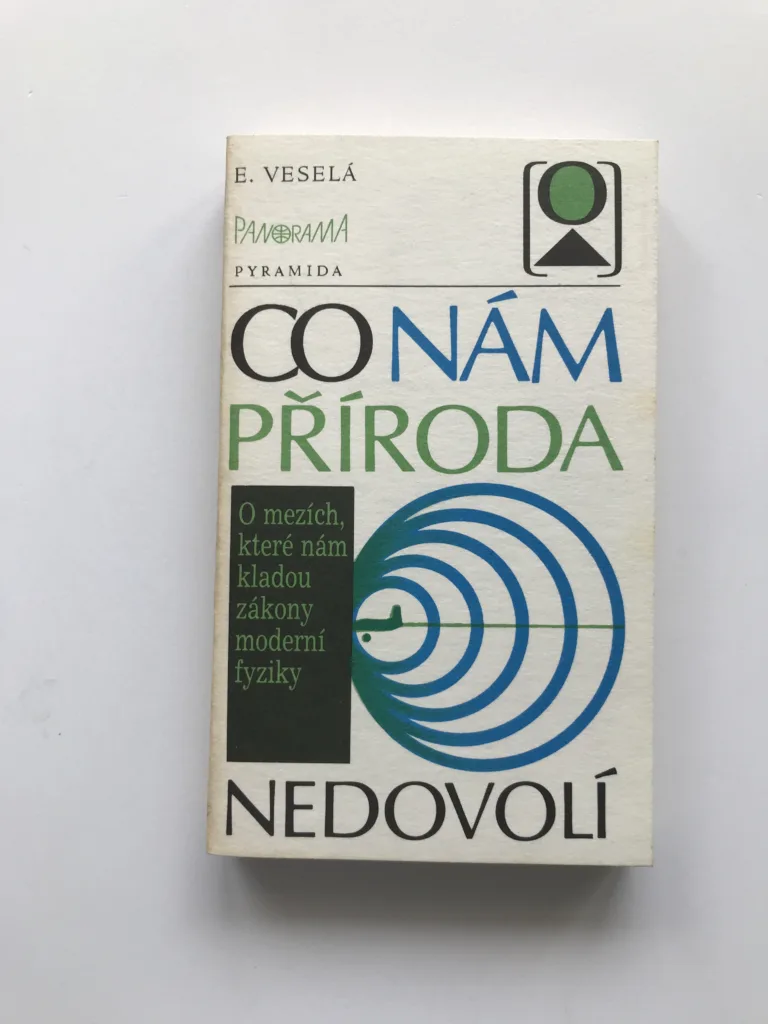 E. VESELÁ
PANORAMA
PYRAMIDA
CO NÁM
PŘÍRODA
O mezích,
které nám
kladou
zákony
moderní
fyziky
NEDOVOLÍ